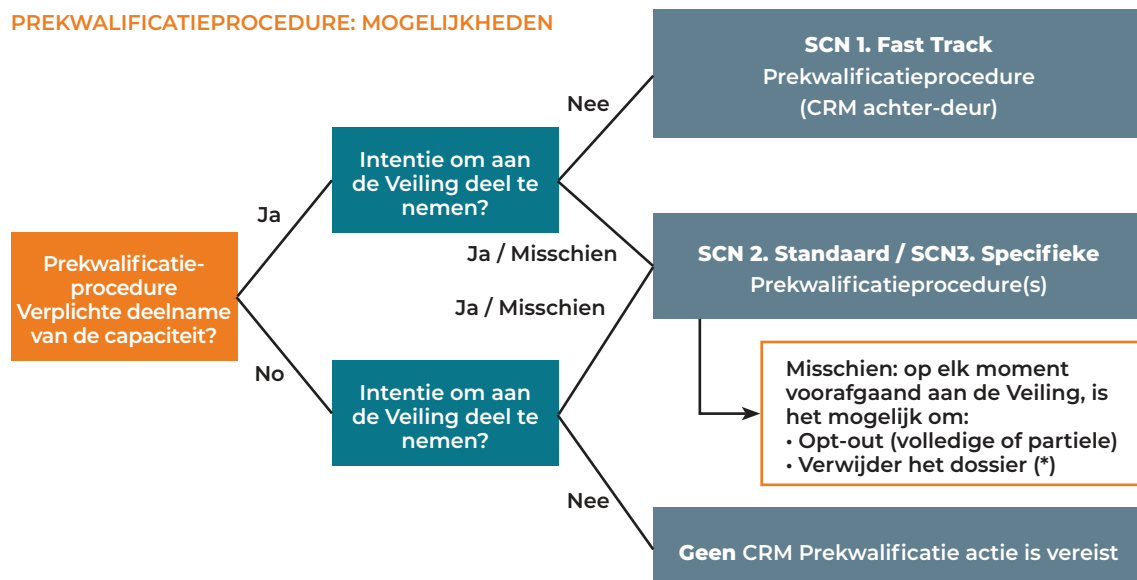 PREKWALIFICATIEPROCEDURE: MOGELIJKHEDEN
SCN 1. Fast Track
Prekwalificatieprocedure
(CRM achter-deur)
Nee
Intentie om aan
de Veiling deel te
nemen?
Ja
Ja / Misschien
SCN 2. Standaard / SCN3. Specifieke
Prekwalificatieprocedure(s)
Prekwalificatie-
procedure
Verplichte deelname
van de capaciteit?
Ja / Misschien
No
Intentie om aan
de Veiling deel te
nemen?
Misschien: op elk moment
voorafgaand aan de Veiling, is
het mogelijk om:
• Opt-out (volledige of partiele)
• Verwijder het dossier (*)
Nee
Geen CRM Prekwalificatie actie is vereist